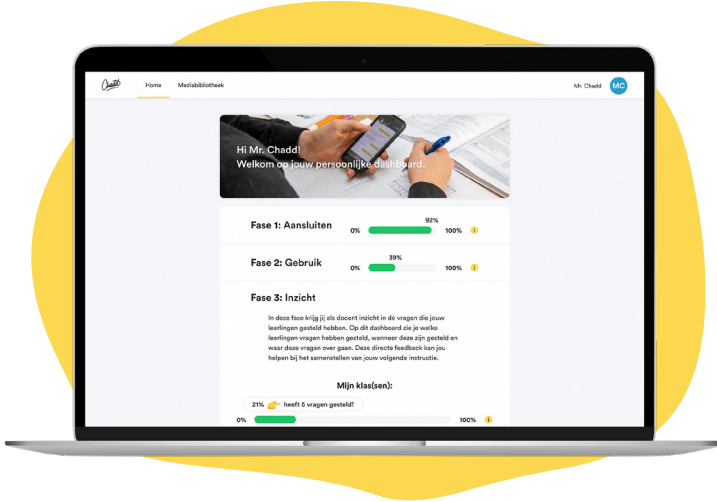 Chadd
Home
Mediabibliotheek
Mr. Chadd
MC
Hi Mr. Chadd!
Welkom op jouw persoonlijke dashboard.
Fase 1: Aansluiten
92%
0%
100%
i
Fase 2: Gebruik
39%
0%
100%
i
Fase 3: Inzicht
In deze fase krijg jij als docent inzicht in de vragen die jouw
leerlingen gesteld hebben. Op dit dashboard zie je welke
leerlingen vragen hebben gesteld, wanneer deze zijn gesteld en
waar deze vragen over gaan. Deze directe feedback kan jou
helpen bij het samenstellen van jouw volgende instructie.
Mijn klas(sen):
21% 👉 heeft 5 vragen gesteld!
0%
100%
i